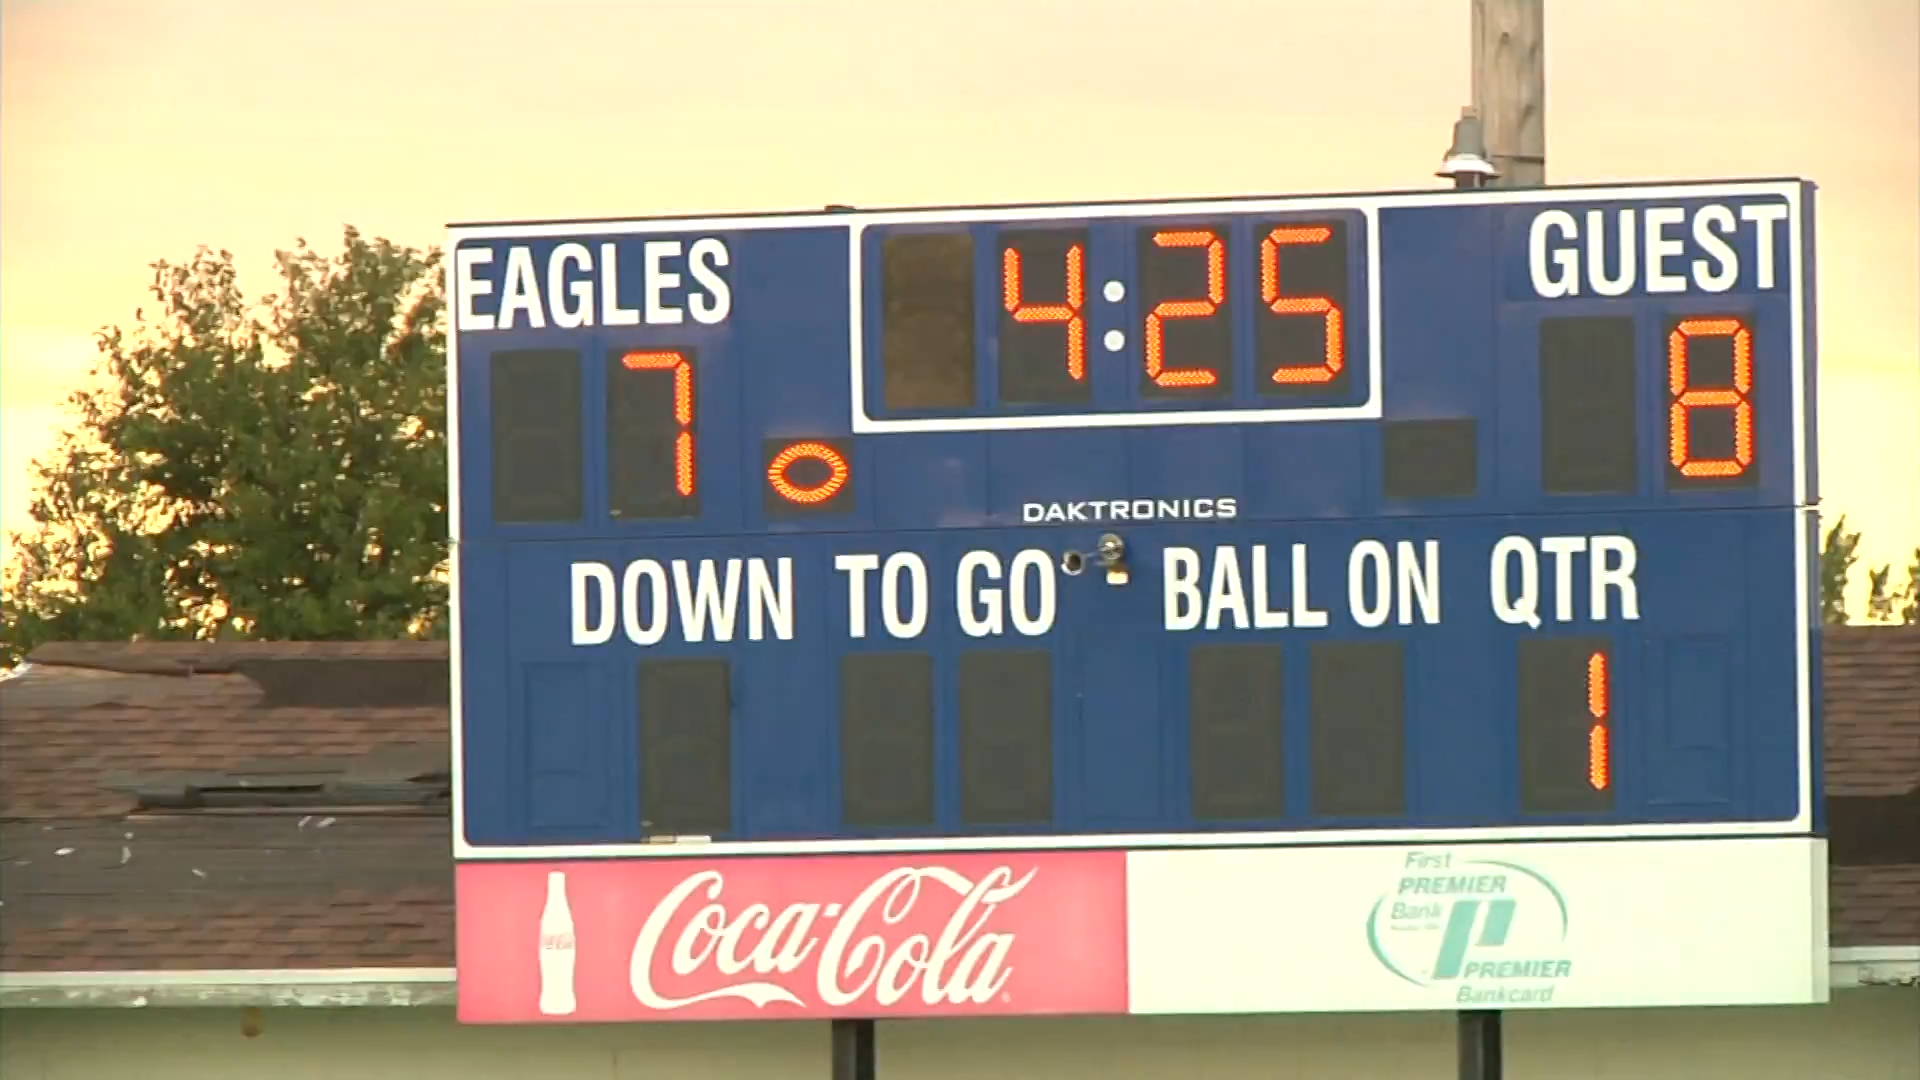 EAGLES 4:25 GUEST
7 8
DAKTRONICS
DOWN TO GO BALL ON QTR
1
Coca-Cola
First
PREMIER
Bank
PREMIER
Bankcard